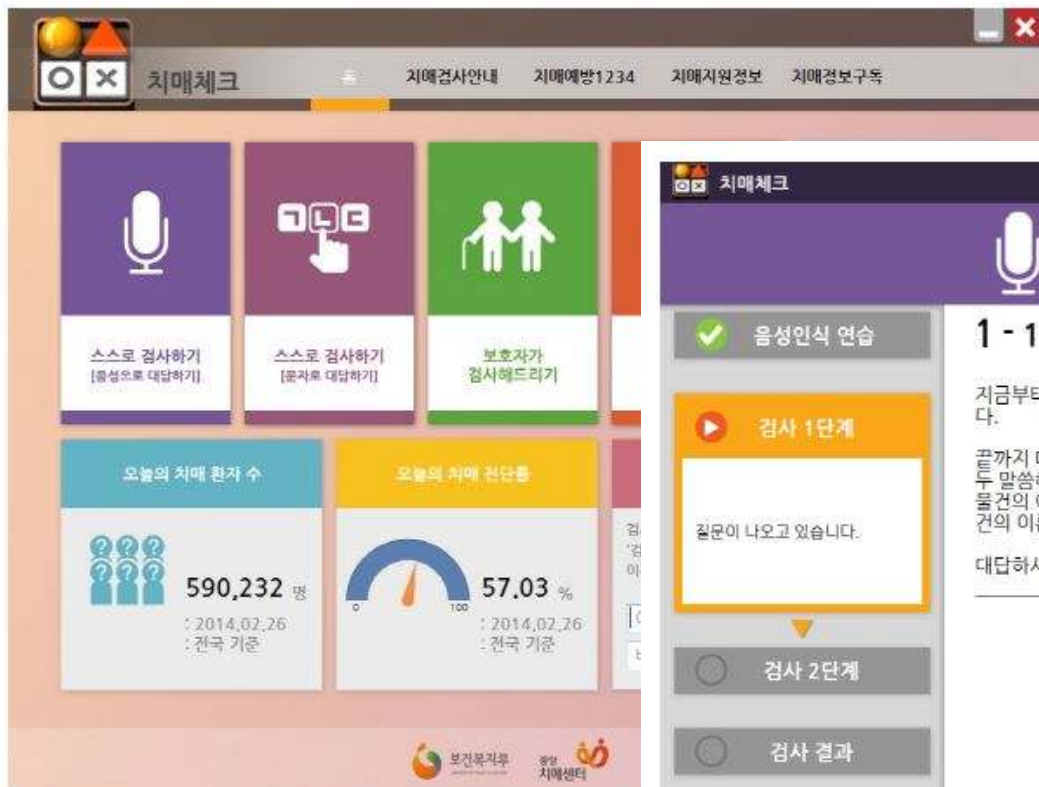 치매체크
홈
치매검사안내
치매예방1234
치매지원정보
치매정보구독
ㄱㄴㄷ
스스로 검사하기
[음성으로 대답하기]
스스로 검사하기
[문자로 대답하기]
보호자가
검사해드리기
오늘의 치매 환자 수
590,232 명
: 2014.02.26
: 전국 기준
오늘의 치매 진단률
0
100
57.03 %
: 2014.02.26
: 전국 기준
보건복지부
중앙
치매센터
치매체크
음성인식 연습
검사 1단계
질문이 나오고 있습니다.
검사 2단계
검사 결과
1 - 1
지금부터
다.
끝까지
두 말씀
물건의
건의 이름
대답하시